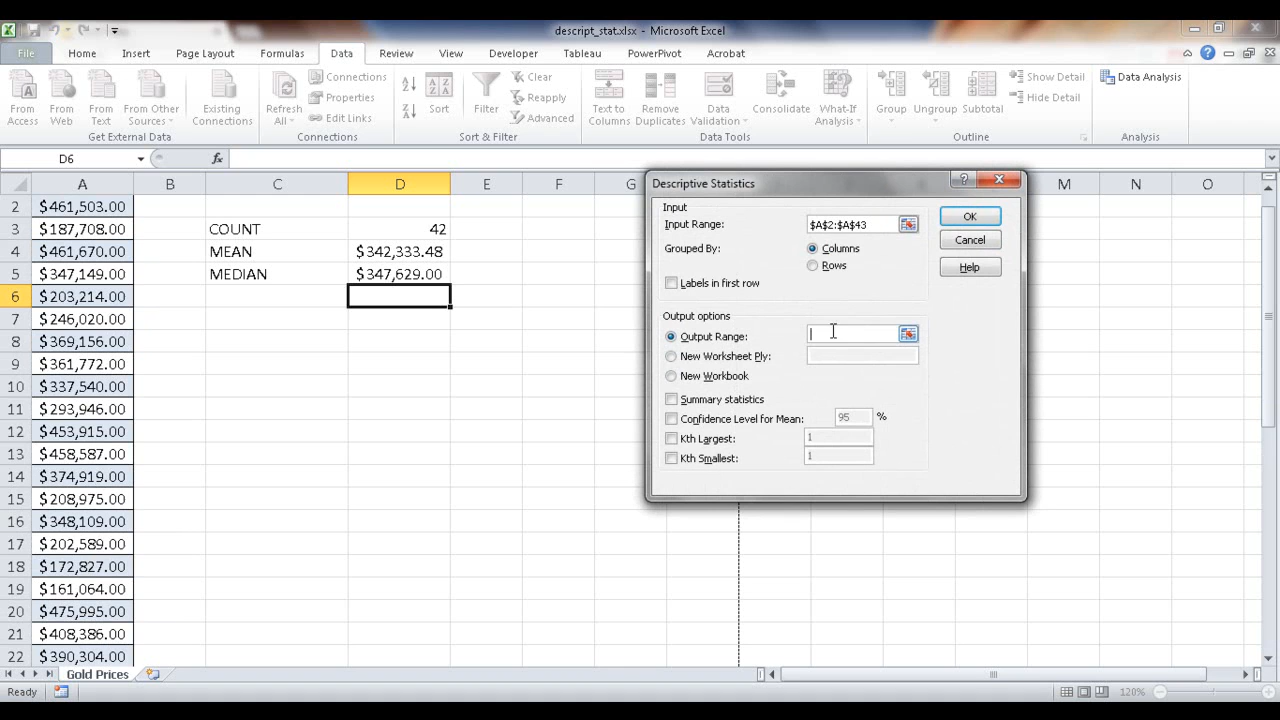 descript_stat.xlsx - Microsoft Excel
File Home Insert Page Layout Formulas Data Review View Developer Tableau PowerPivot Acrobat
From Access
From Web
From Text
From Other Sources
Get External Data
Existing Connections
Refresh All
Connections
Properties
Edit Links
Connections
Sort
Filter
Clear
Reapply
Advanced
Sort & Filter
Text to Columns
Remove Duplicates
Data Validation
Consolidate
What-If Analysis
Data Tools
Group
Ungroup
Subtotal
Show Detail
Hide Detail
Outline
Data Analysis
Analysis
D6 fx
A B C D E F G M N O
2 $461,503.00
3 $187,708.00 COUNT 42
4 $461,670.00 MEAN $342,333.48
5 $347,149.00 MEDIAN $347,629.00
6 $203,214.00
7 $246,020.00
8 $369,156.00
9 $361,772.00
10 $337,540.00
11 $293,946.00
12 $453,915.00
13 $458,587.00
14 $374,919.00
15 $208,975.00
16 $348,109.00
17 $202,589.00
18 $172,827.00
19 $161,064.00
20 $475,995.00
21 $408,386.00
22 $390,304.00
Descriptive Statistics
Input
Input Range: $A$2:$A$43
Grouped By: Columns
Rows
Labels in first row
OK
Cancel
Help
Output options
Output Range:
New Worksheet Ply:
New Workbook
Summary statistics
Confidence Level for Mean: 95 %
Kth Largest: 1
Kth Smallest: 1
Gold Prices
Ready 120%